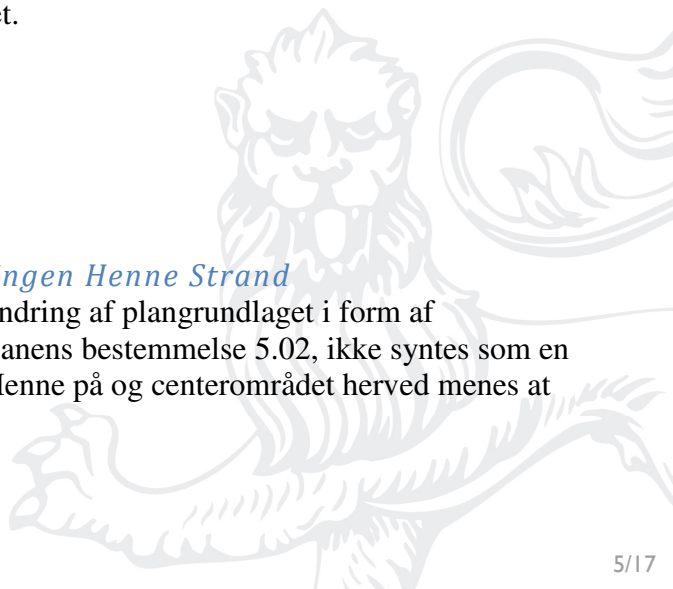 et.
ingen Henne Strand
ndring af plangrundlaget i form af
anens bestemmelse 5.02, ikke syntes som en
Henne på og centerområdet herved menes at
5/17